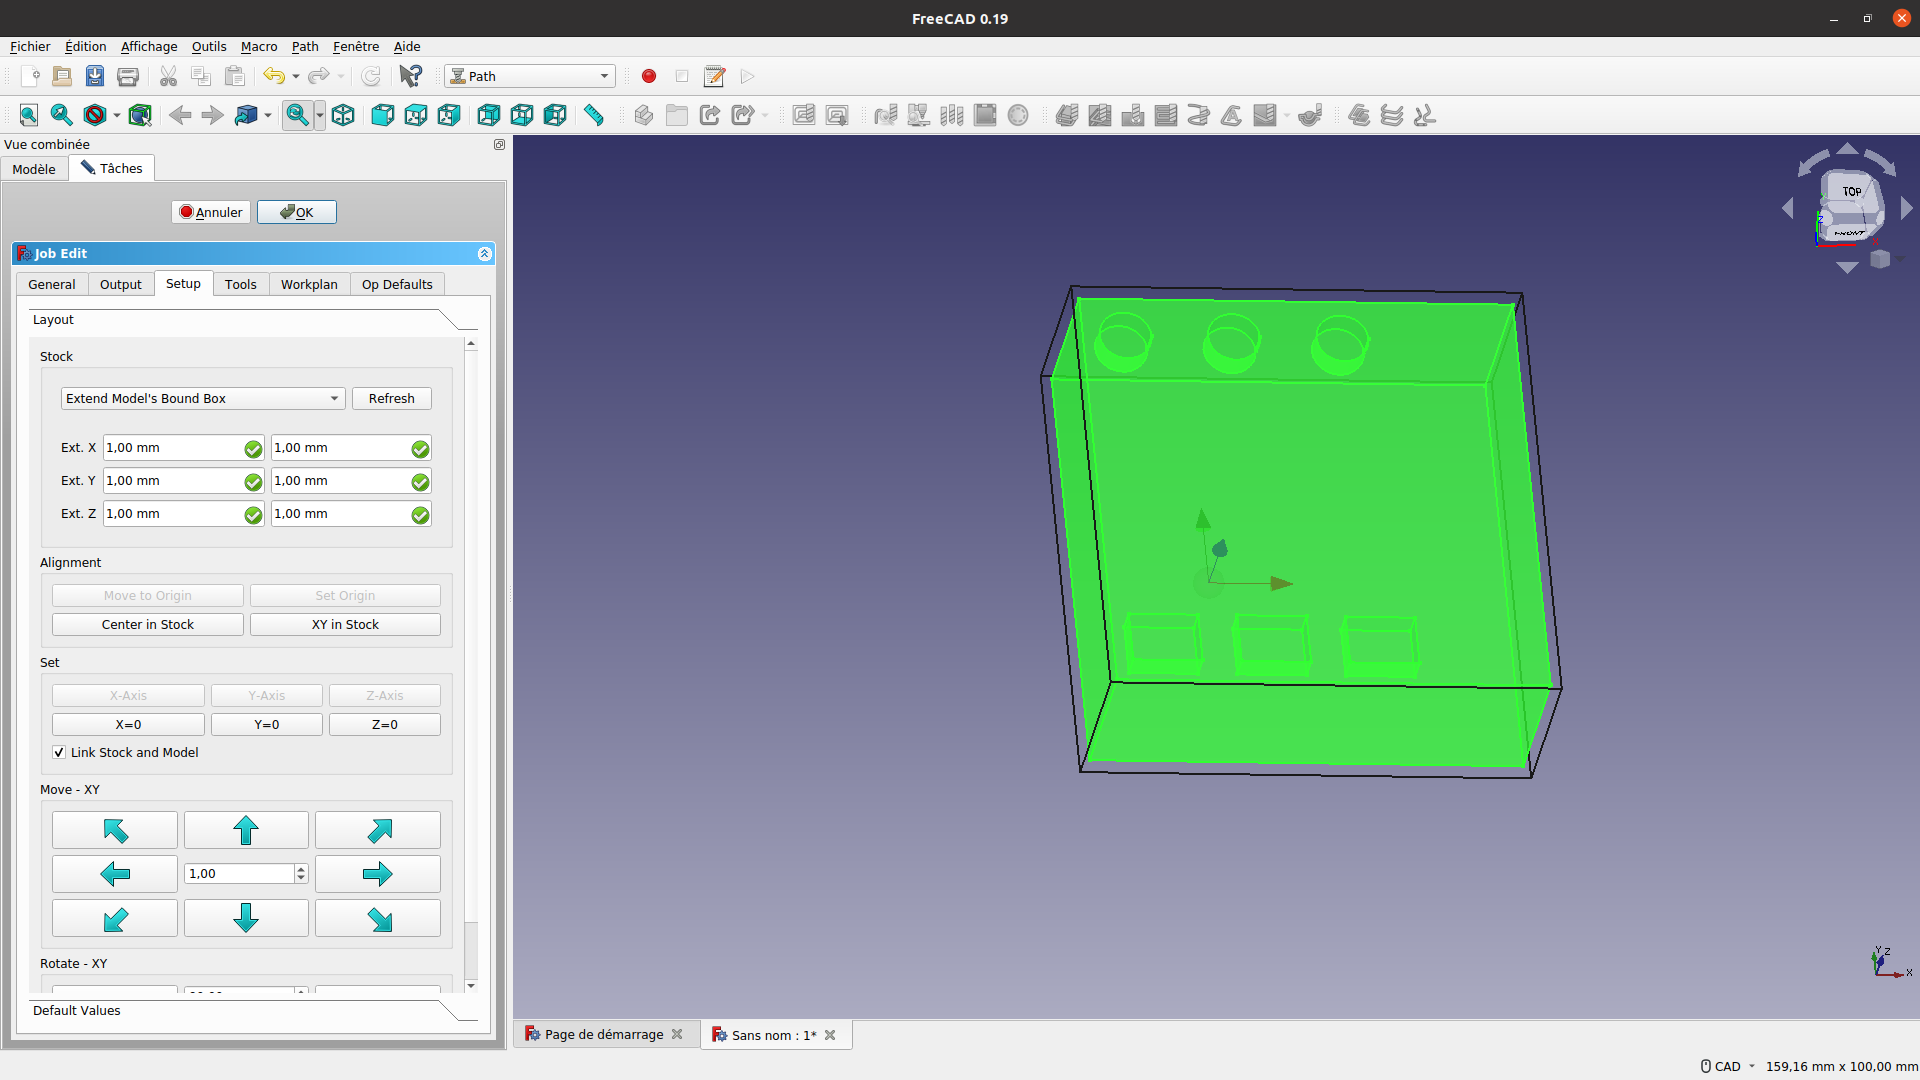 FreeCAD 0.19
Fichier Édition Affichage Outils Macro Path Fenêtre Aide
Path
Vue combinée
Modèle Tâches
Annuler OK
Job Edit
General Output Setup Tools Workplan Op Defaults
Layout
Stock
Extend Model's Bound Box Refresh
Ext. X 1,00 mm 1,00 mm
Ext. Y 1,00 mm 1,00 mm
Ext. Z 1,00 mm 1,00 mm
Alignment
Move to Origin Set Origin
Center in Stock XY in Stock
Set
X-Axis Y-Axis Z-Axis
X=0 Y=0 Z=0
Link Stock and Model
Move - XY
1,00
Rotate - XY
Default Values
TOP
Z
FRONT
Y Z
X
Page de démarrage Sans nom : 1*
CAD 159,16 mm x 100,00 mm